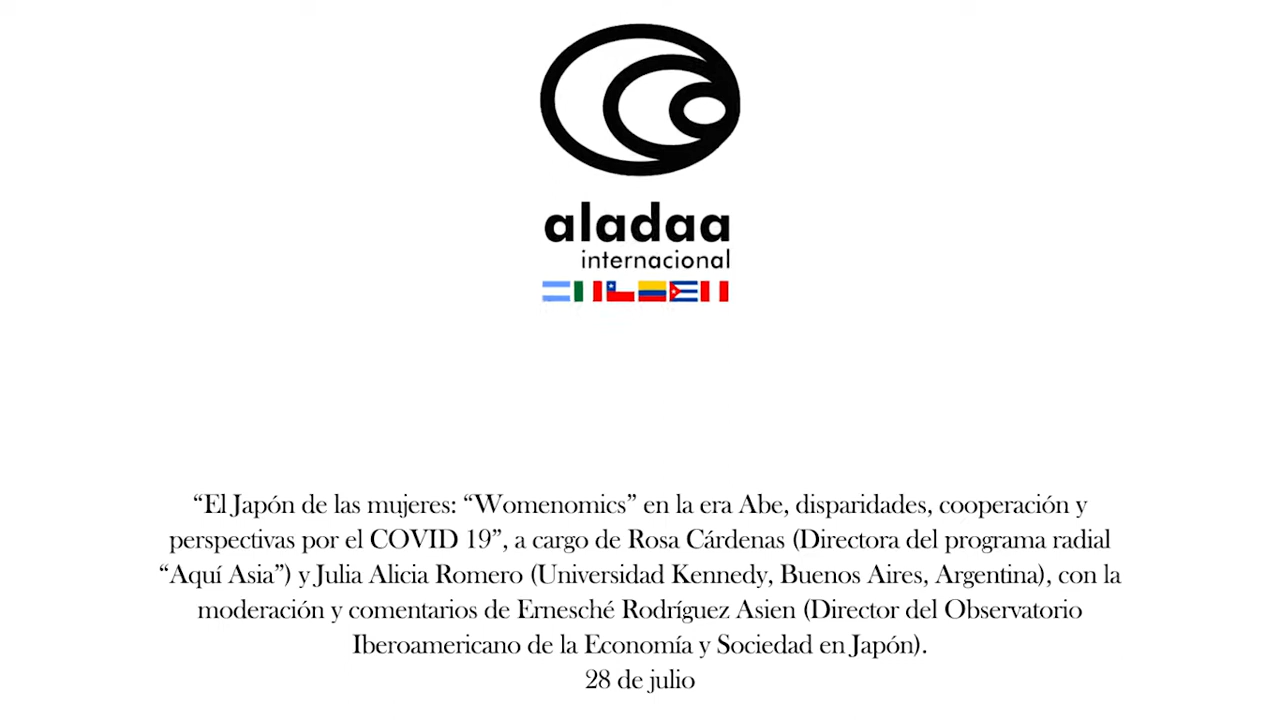 aladaa
internacional
“El Japón de las mujeres: “Womenomics” en la era Abe, disparidades, cooperación y
perspectivas por el COVID 19”, a cargo de Rosa Cárdenas (Directora del programa radial
“Aquí Asia”) y Julia Alicia Romero (Universidad Kennedy, Buenos Aires, Argentina), con la
moderación y comentarios de Ernesché Rodríguez Asien (Director del Observatorio
Iberoamericano de la Economía y Sociedad en Japón).
28 de julio